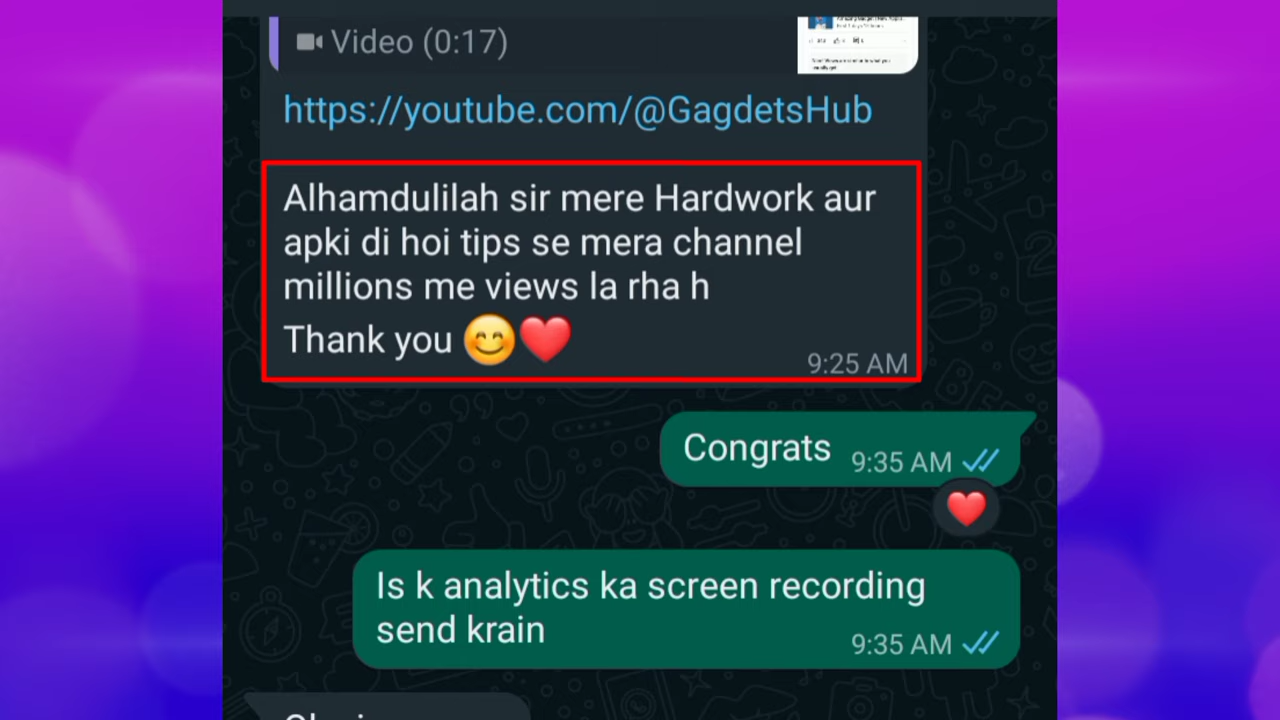 Video (0:17)
https://youtube.com/@GagdetsHub
Alhamdulilah sir mere Hardwork aur
apki di hoi tips se mera channel
millions me views la rha h
Thank you 😊❤️
9:25 AM
Congrats 9:35 AM
Is k analytics ka screen recording
send krain
9:35 AM